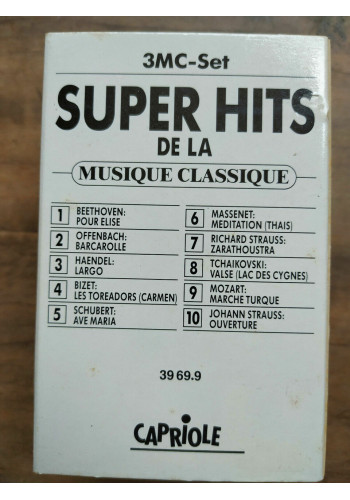 3MC-Set
SUPER HITS
DE LA
MUSIQUE CLASSIQUE
1 BEETHOVEN:
POUR ELISE
2 OFFENBACH:
BARCAROLLE
3 HAENDEL:
LARGO
4 BIZET:
LES TOREADORS (CARMEN)
5 SCHUBERT:
AVE MARIA
6 MASSENET:
MEDITATION (THAIS)
7 RICHARD STRAUSS:
ZARATHOUSTRA
8 TCHAIKOVSKI:
VALSE (LAC DES CYGNES)
9 MOZART:
MARCHE TURQUE
10 JOHANN STRAUSS:
OUVERTURE
39 69.9
CAPRIOLE